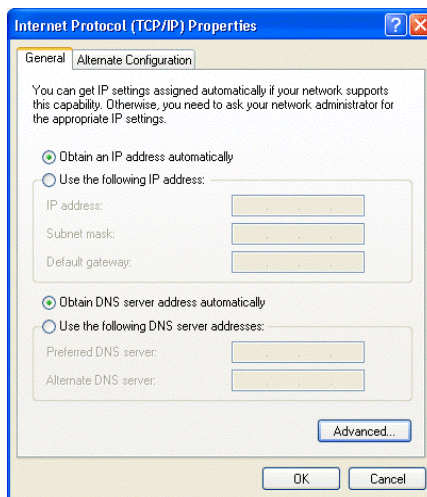 Internet Protocol (TCP/IP) Properties
General
Alternate Configuration
You can get IP settings assigned automatically if your network supports
this capability. Otherwise, you need to ask your network administrator for
the appropriate IP settings.
Obtain an IP address automatically
Use the following IP address:
IP address:
Subnet mask:
Default gateway:
Obtain DNS server address automatically
Use the following DNS server addresses:
Preferred DNS server:
Alternate DNS server:
Advanced...
OK
Cancel